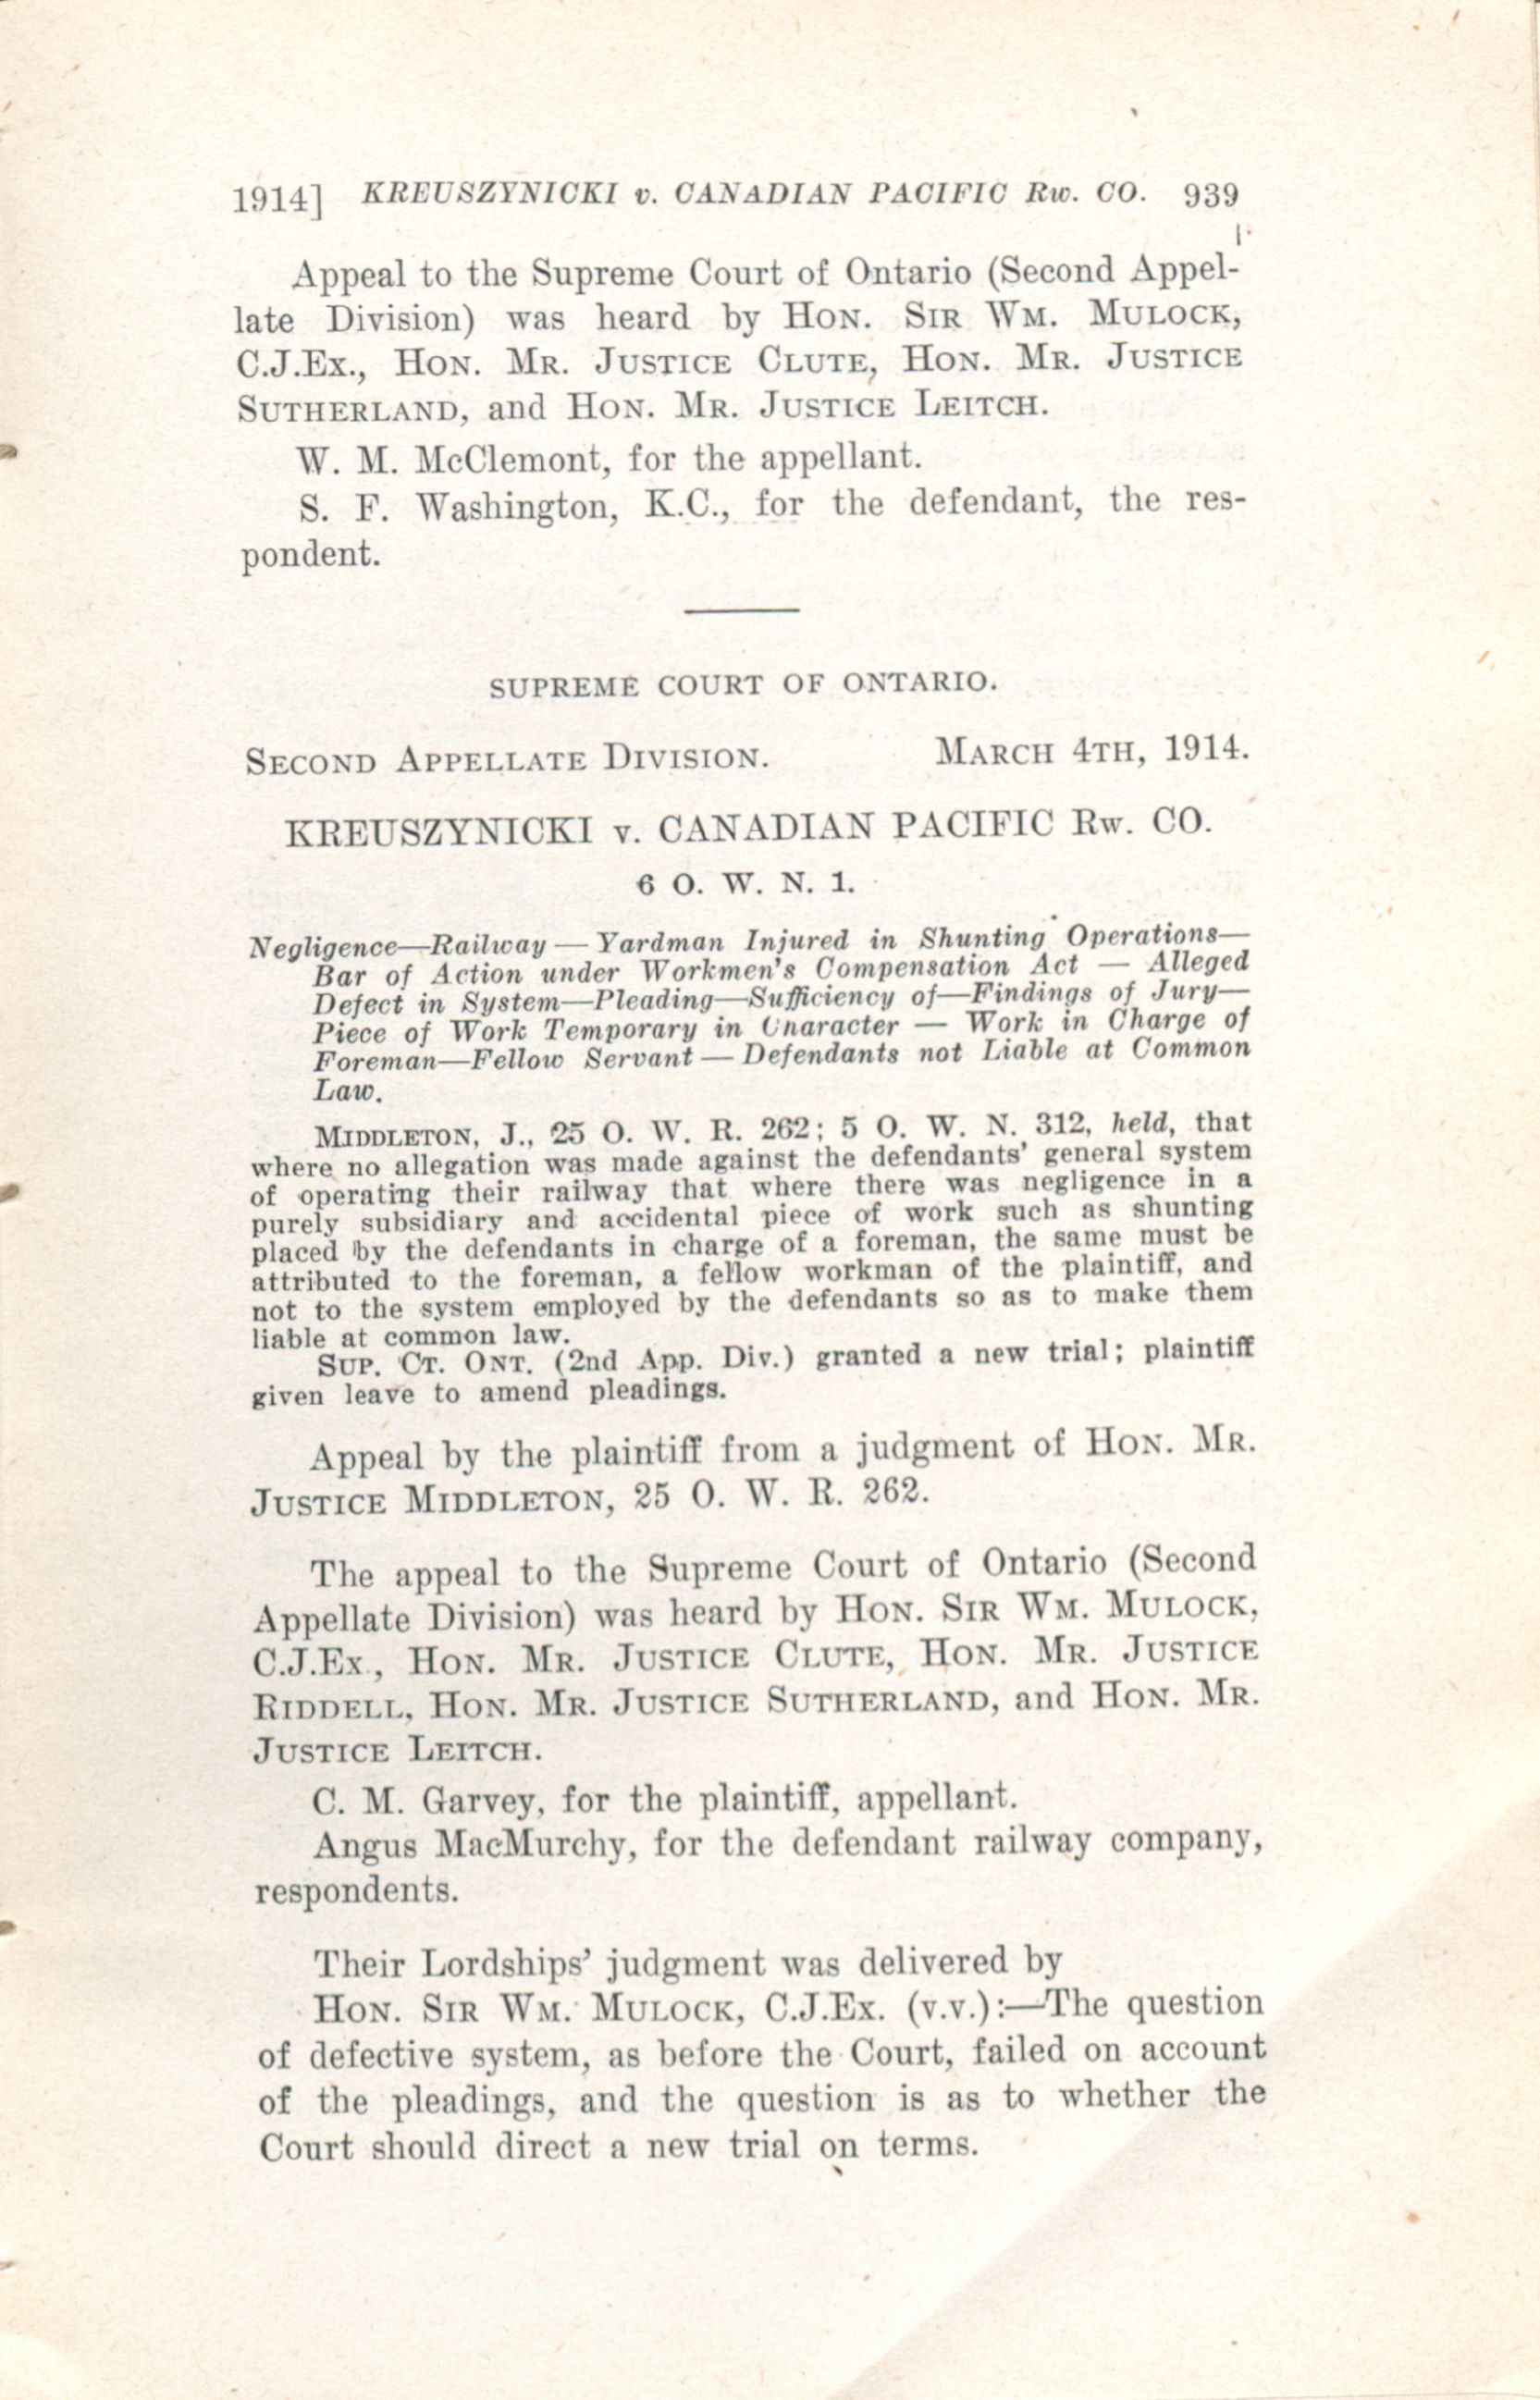 1914] KREUSZYNICKI v. CANADIAN PACIFIC Rw. CO. 939
Appeal to the Supreme Court of Ontario (Second Appel-
late Division) was heard by HON. SIR WM. MULOCK,
C.J.EX., HON. MR. JUSTICE CLUTE, HON. MR. JUSTICE
SUTHERLAND, and HON. MR. JUSTICE LEITCH.
W. M. McClemont, for the appellant.
S. F. Washington, K.C., for the defendant, the res-
pondent.
SUPREME COURT OF ONTARIO.
SECOND APPELLATE DIVISION. MARCH 4TH, 1914.
KREUSZYNICKI v. CANADIAN PACIFIC Rw. CO.
6 O. W. N. 1.
Negligence—Railway — Yardman Injured in Shunting Operations—
Bar of Action under Workmen's Compensation Act — Alleged
Defect in System—Pleading—Sufficiency of—Findings of Jury—
Piece of Work Temporary in Character — Work in Charge of
Foreman—Fellow Servant — Defendants not Liable at Common
Law.
MIDDLETON, J., 25 O. W. R. 262; 5 O. W. N. 312, held, that
where no allegation was made against the defendants' general system
of operating their railway that where there was negligence in a
purely subsidiary and accidental piece of work such as shunting
placed by the defendants in charge of a foreman, the same must be
attributed to the foreman, a fellow workman of the plaintiff, and
not to the system employed by the defendants so as to make them
liable at common law.
SUP. CT. ONT. (2nd App. Div.) granted a new trial; plaintiff
given leave to amend pleadings.
Appeal by the plaintiff from a judgment of HON. MR.
JUSTICE MIDDLETON, 25 O. W. R. 262.
The appeal to the Supreme Court of Ontario (Second
Appellate Division) was heard by HON. SIR WM. MULOCK,
C.J.EX., HON. MR. JUSTICE CLUTE, HON. MR. JUSTICE
RIDDELL, HON. MR. JUSTICE SUTHERLAND, and HON. MR.
JUSTICE LEITCH.
C. M. Garvey, for the plaintiff, appellant.
Angus MacMurchy, for the defendant railway company,
respondents.
Their Lordships' judgment was delivered by
HON. SIR WM. MULOCK, C.J.EX. (v.v.):—The question
of defective system, as before the Court, failed on account
of the pleadings, and the question is as to whether the
Court should direct a new trial on terms.